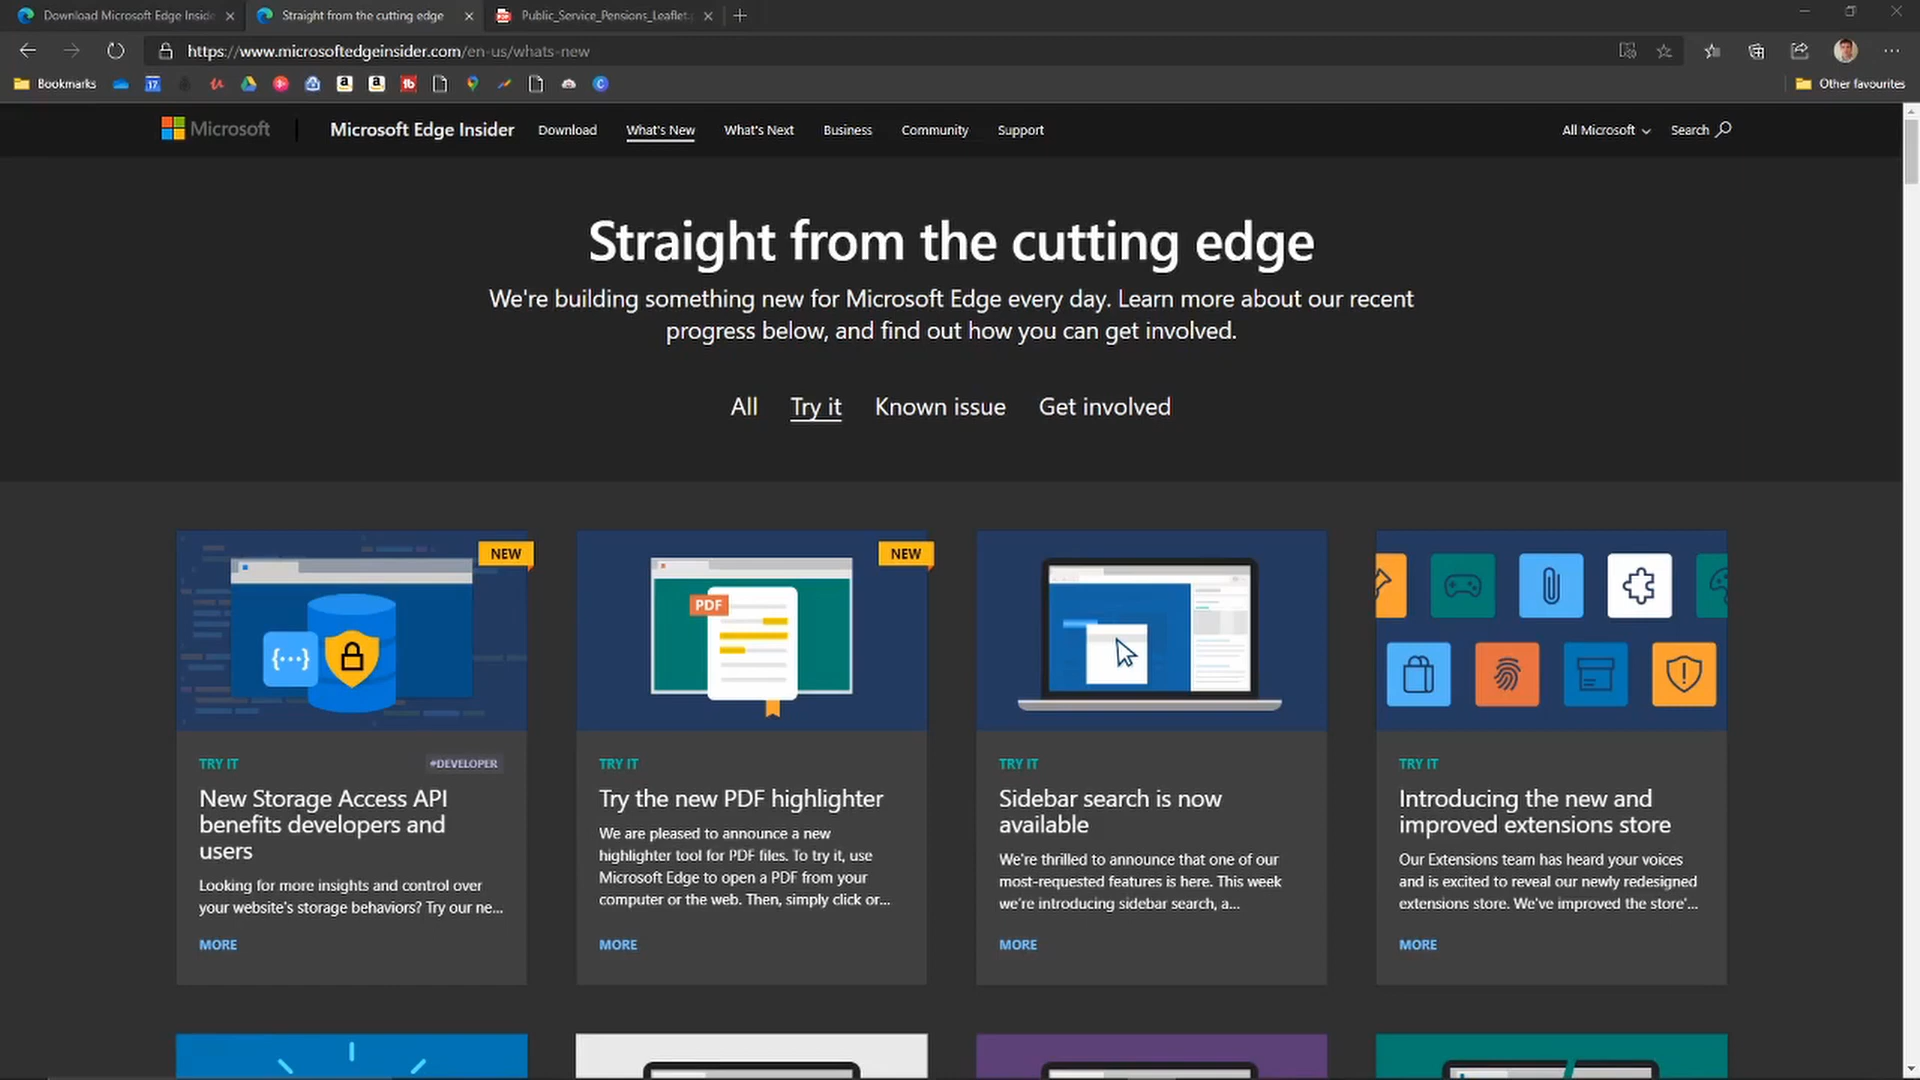 Download Microsoft Edge Inside
Straight from the cutting edge
Public_Service_Pensions_Leaflet.
https://www.microsoftedgeinsider.com/en-us/whats-new
Bookmarks
17
Other favourites
Microsoft
Microsoft Edge Insider
Download
What's New
What's Next
Business
Community
Support
All Microsoft
Search
Straight from the cutting edge
We're building something new for Microsoft Edge every day. Learn more about our recent
progress below, and find out how you can get involved.
All
Try it
Known issue
Get involved
NEW
{···}
TRY IT
#DEVELOPER
New Storage Access API
benefits developers and
users
Looking for more insights and control over
your website's storage behaviors? Try our ne...
MORE
NEW
PDF
TRY IT
Try the new PDF highlighter
We are pleased to announce a new
highlighter tool for PDF files. To try it, use
Microsoft Edge to open a PDF from your
computer or the web. Then, simply click or...
MORE
TRY IT
Sidebar search is now
available
We're thrilled to announce that one of our
most-requested features is here. This week
we're introducing sidebar search, a...
MORE
TRY IT
Introducing the new and
improved extensions store
Our Extensions team has heard your voices
and is excited to reveal our newly redesigned
extensions store. We've improved the store'...
MORE